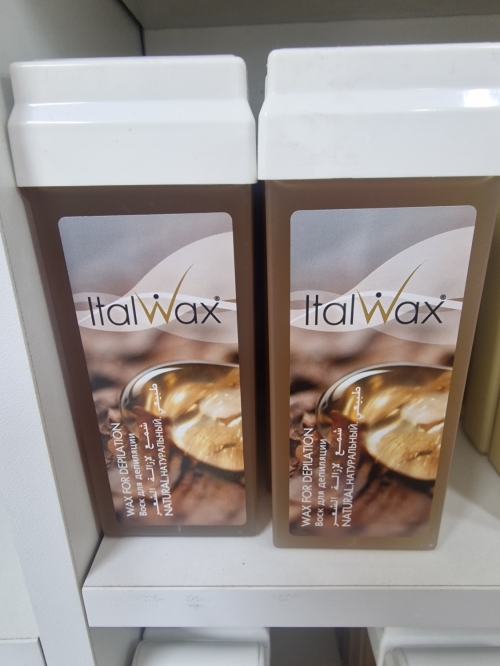 ItalWax®
WAX FOR DEPILATION
Воск для депиляции
شمع لإزالة الشعر
NATURAL НАТУРАЛЬНЫЙ طبيعي
ItalWax®
WAX FOR DEPILATION
Воск для депиляции
شمع لإزالة الشعر
NATURAL НАТУРАЛЬНЫЙ طبيعي